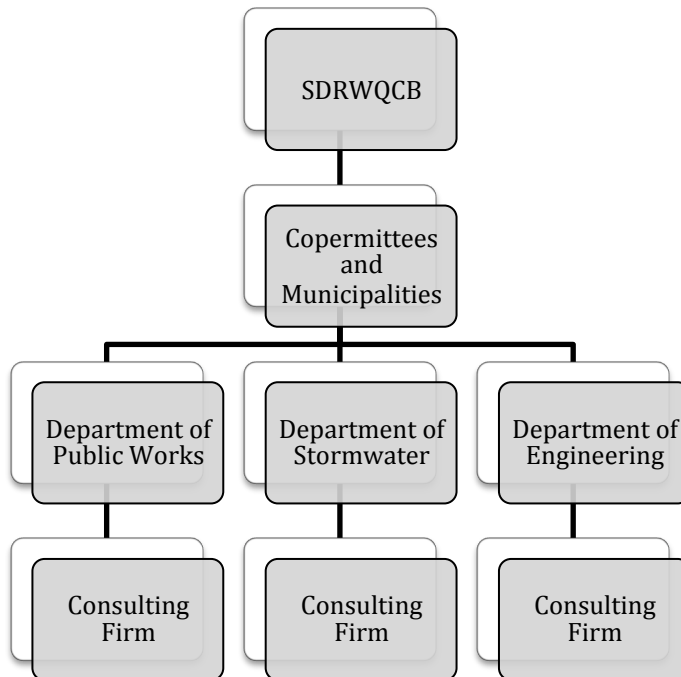 SDRWQCB
Copermittees
and
Municipalities
Department of
Public Works
Department of
Stormwater
Department of
Engineering
Consulting
Firm
Consulting
Firm
Consulting
Firm